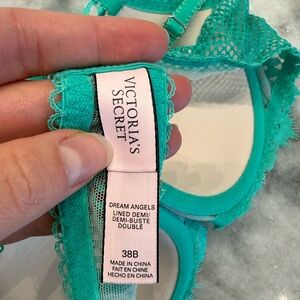 VICTORIA'S
SECRET
DREAM ANGELS
LINED DEMI/
DEMI-BUSTE
DOUBLÉ
38B
MADE IN CHINA
FAIT EN CHINE
HECHO EN CHINA